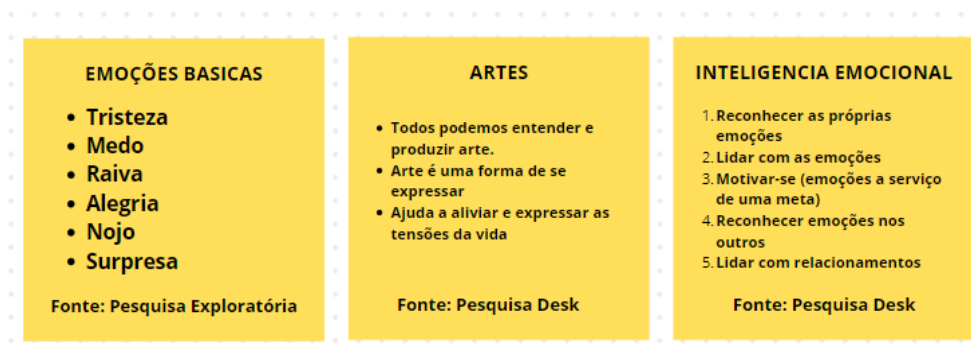 EMOÇÕES BASICAS
• Tristeza
• Medo
• Raiva
• Alegria
• Nojo
• Surpresa
Fonte: Pesquisa Exploratória
ARTES
• Todos podemos entender e
produzir arte.
• Arte é uma forma de se
expressar
• Ajuda a aliviar e expressar as
tensões da vida
Fonte: Pesquisa Desk
INTELIGENCIA EMOCIONAL
1. Reconhecer as próprias
emoções
2. Lidar com as emoções
3. Motivar-se (emoções a serviço
de uma meta)
4. Reconhecer emoções nos
outros
5. Lidar com relacionamentos
Fonte: Pesquisa Desk